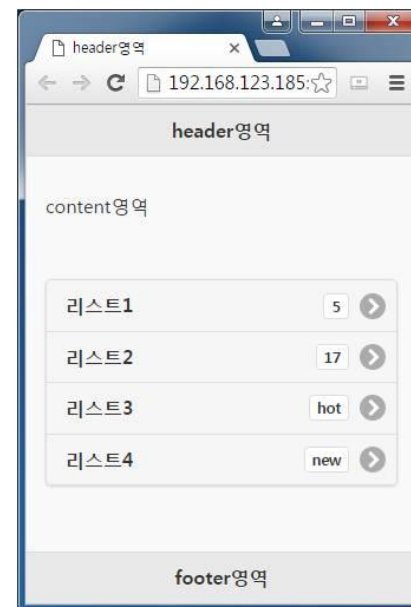 header영역
192.168.123.185:
header영역
content영역
리스트1 5
리스트2 17
리스트3 hot
리스트4 new
footer영역